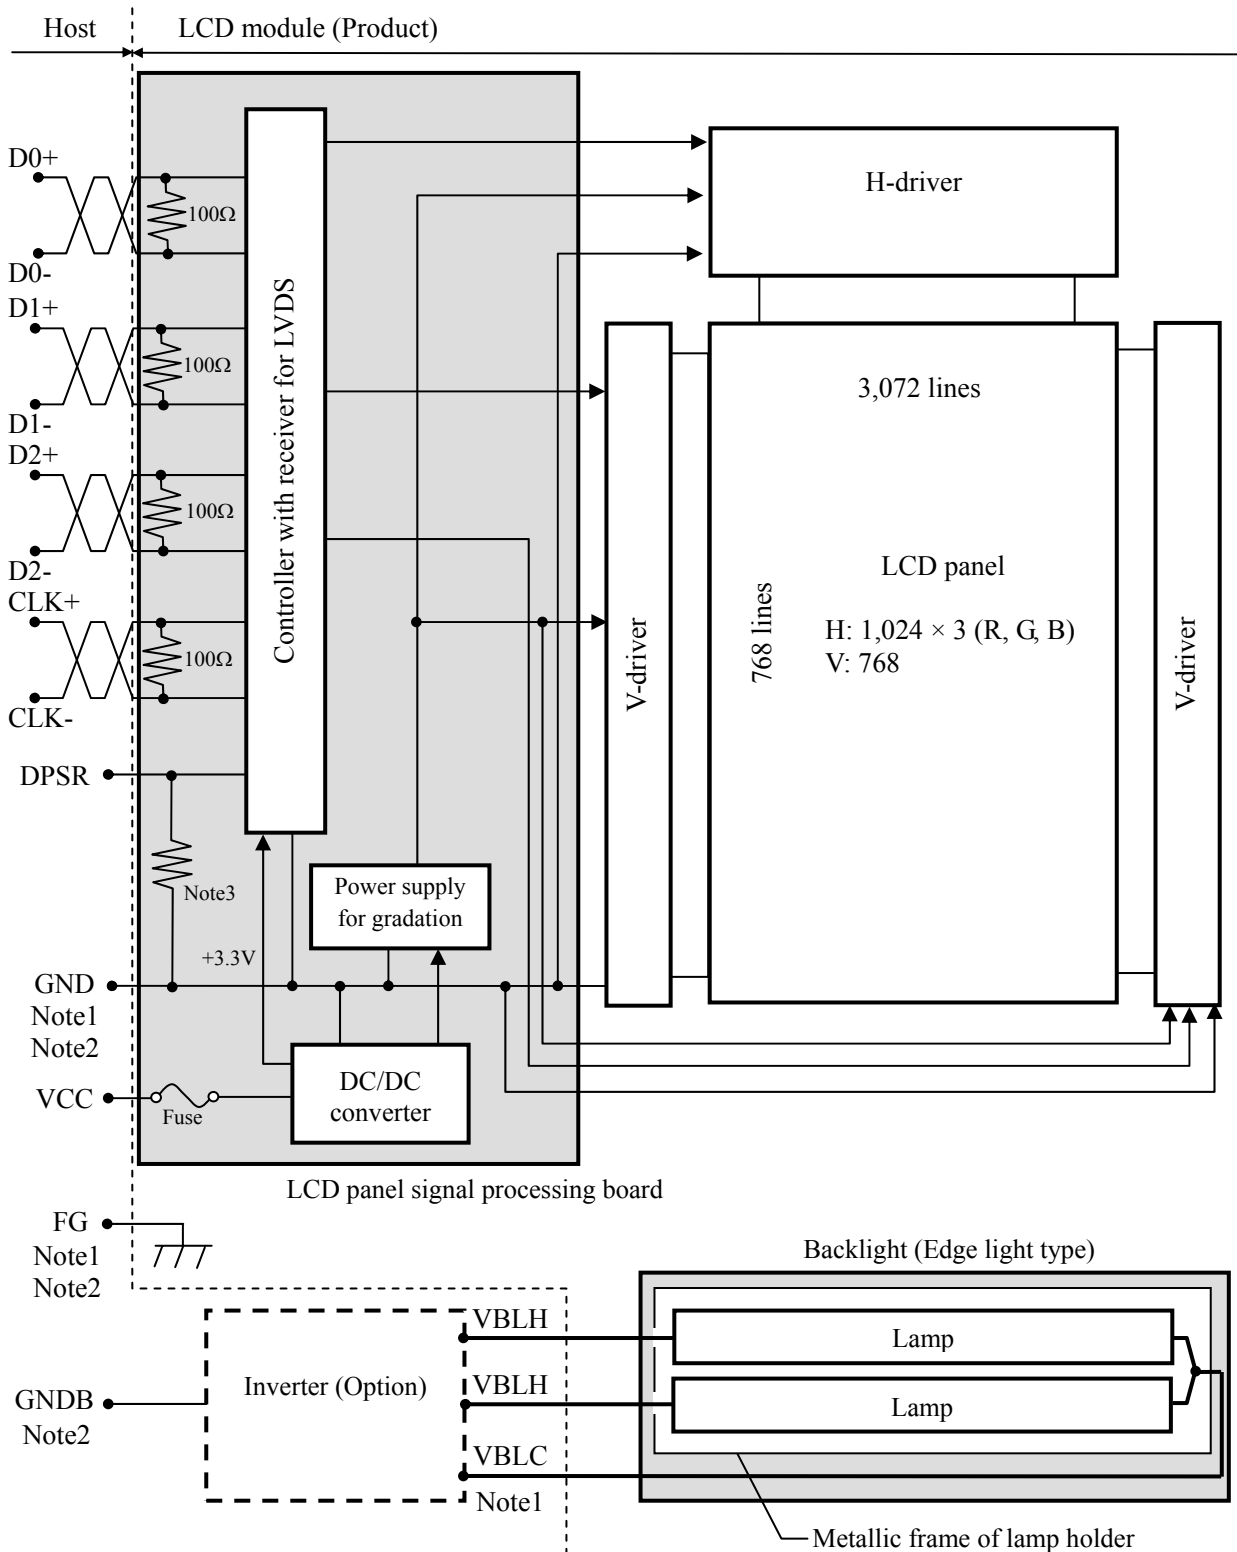 Host
LCD module (Product)
D0+
100Ω
D0-
D1+
100Ω
D1-
D2+
100Ω
D2-
CLK+
100Ω
CLK-
DPSR
Note3
Controller with receiver for LVDS
H-driver
3,072 lines
768 lines
LCD panel
H: 1,024 × 3 (R, G, B)
V: 768
V-driver
V-driver
Power supply
for gradation
+3.3V
GND
Note1
Note2
VCC
Fuse
DC/DC
converter
LCD panel signal processing board
FG
Note1
Note2
Backlight (Edge light type)
VBLH
Lamp
Inverter (Option)
VBLH
Lamp
GNDB
Note2
VBLC
Note1
Metallic frame of lamp holder